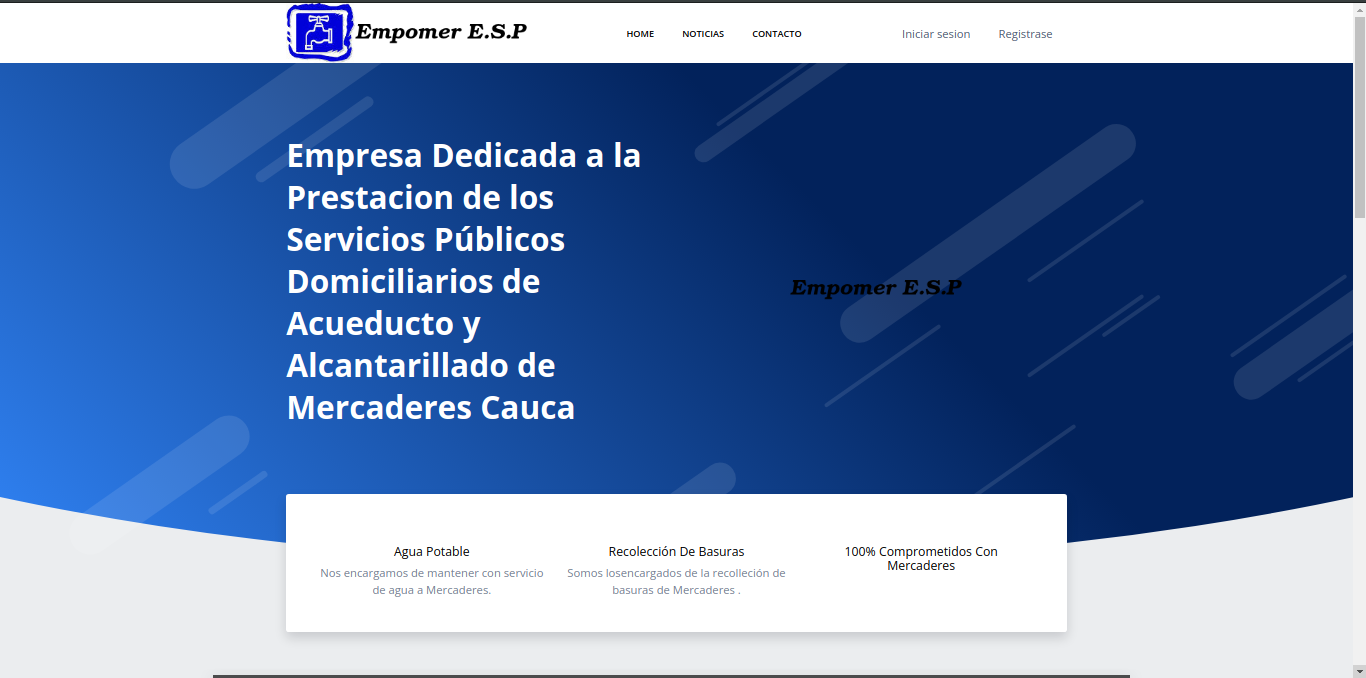 Empomer E.S.P
HOME NOTICIAS CONTACTO Iniciar sesion Registrase
Empresa Dedicada a la
Prestacion de los
Servicios Públicos
Domiciliarios de
Acueducto y
Alcantarillado de
Mercaderes Cauca
Empomer E.S.P
Agua Potable
Nos encargamos de mantener con servicio
de agua a Mercaderes.
Recolección De Basuras
Somos losencargados de la recolleción de
basuras de Mercaderes .
100% Comprometidos Con
Mercaderes